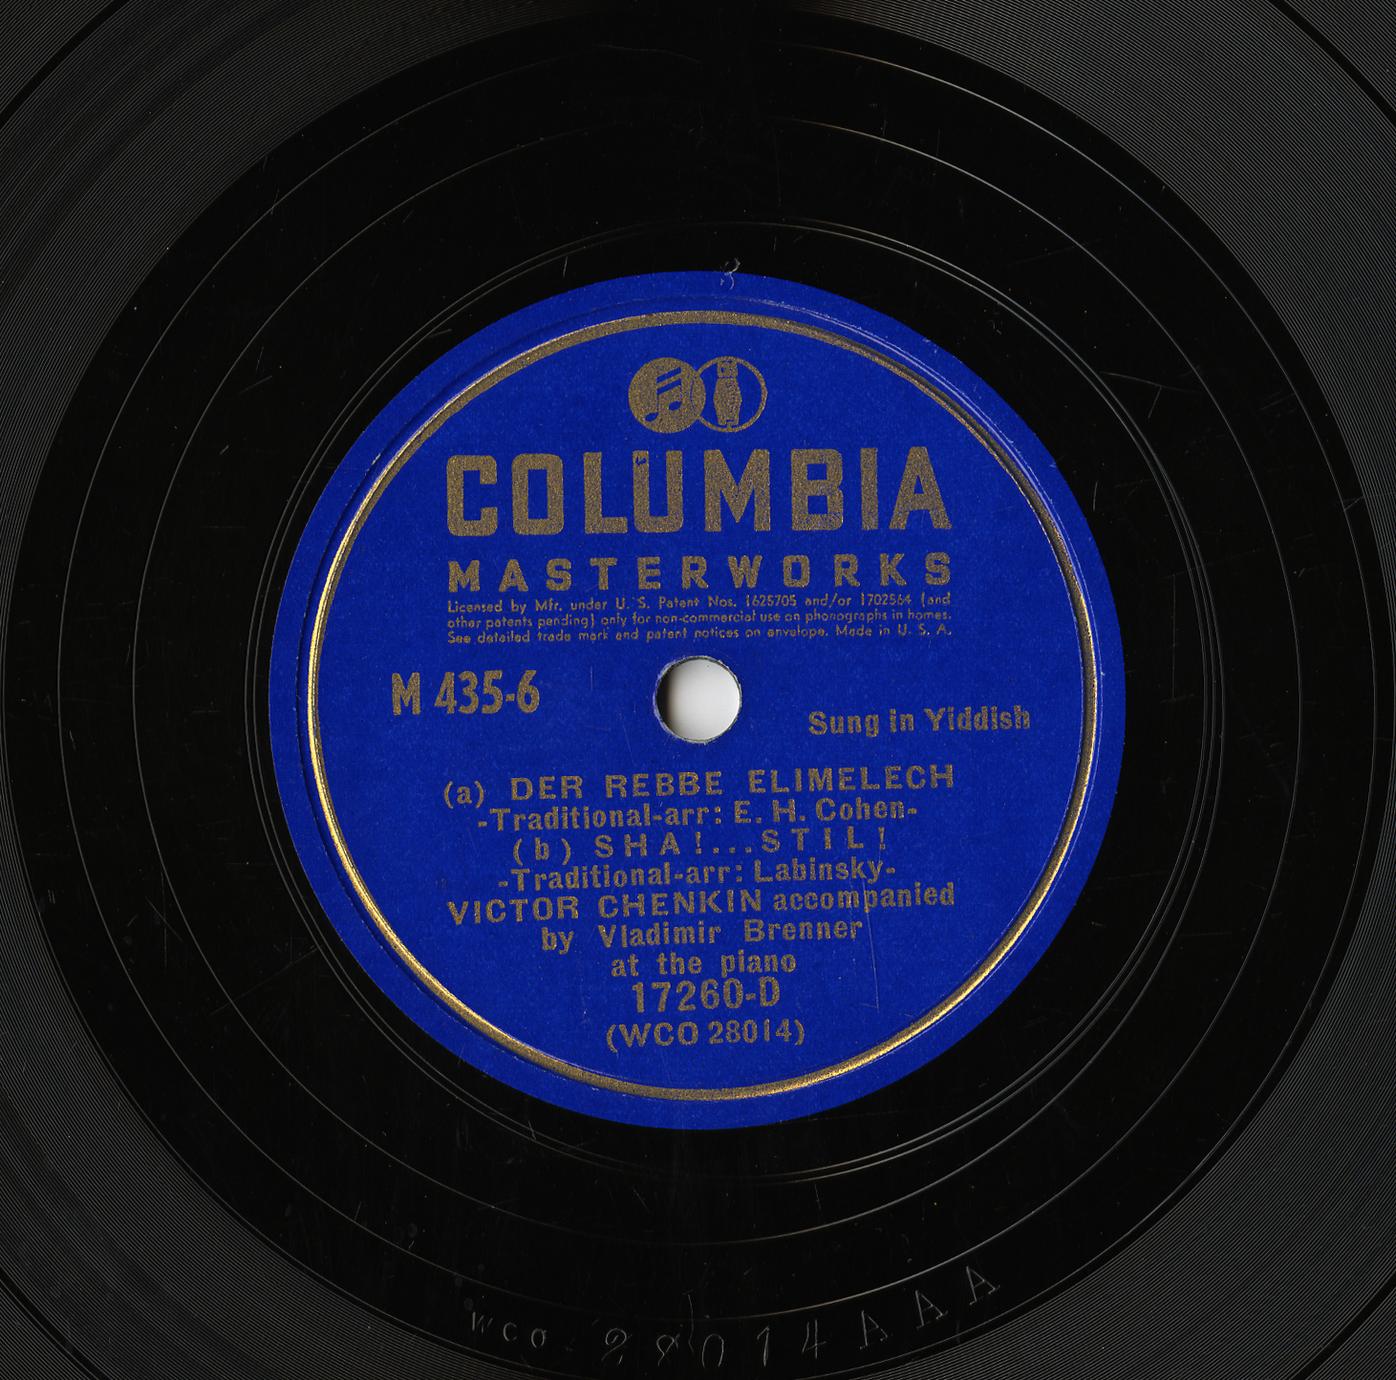 COLUMBIA
MASTERWORKS
Licensed by Mfr. under U. S. Patent Nos. 1625705 and/or 1702564 (and
other patents pending) only for non-commercial use on phonographs in homes.
See detailed trade mark and patent notices on envelope. Made in U. S. A.
M 435-6
Sung in Yiddish
(a) DER REBBE ELIMELECH
-Traditional-arr: E. H. Cohen-
(b) SHA!...STIL!
-Traditional-arr: Labinsky-
VICTOR CHENKIN accompanied
by Vladimir Brenner
at the piano
17260-D
(WCO 28014)
wco 28014 A A A